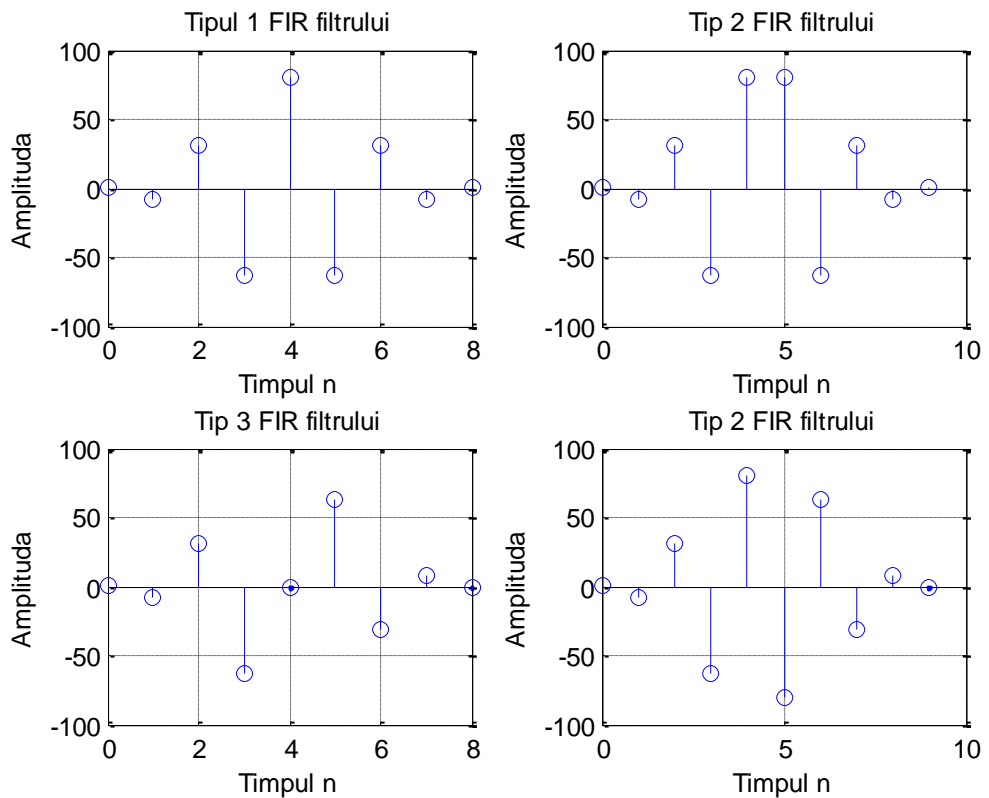 Tipul 1 FIR filtrului
100
50
0
-50
-100
Amplituda
0 2 4 6 8
Timpul n
Tip 2 FIR filtrului
100
50
0
-50
-100
Amplituda
0 5 10
Timpul n
Tip 3 FIR filtrului
100
50
0
-50
-100
Amplituda
0 2 4 6 8
Timpul n
Tip 2 FIR filtrului
100
50
0
-50
-100
Amplituda
0 5 10
Timpul n